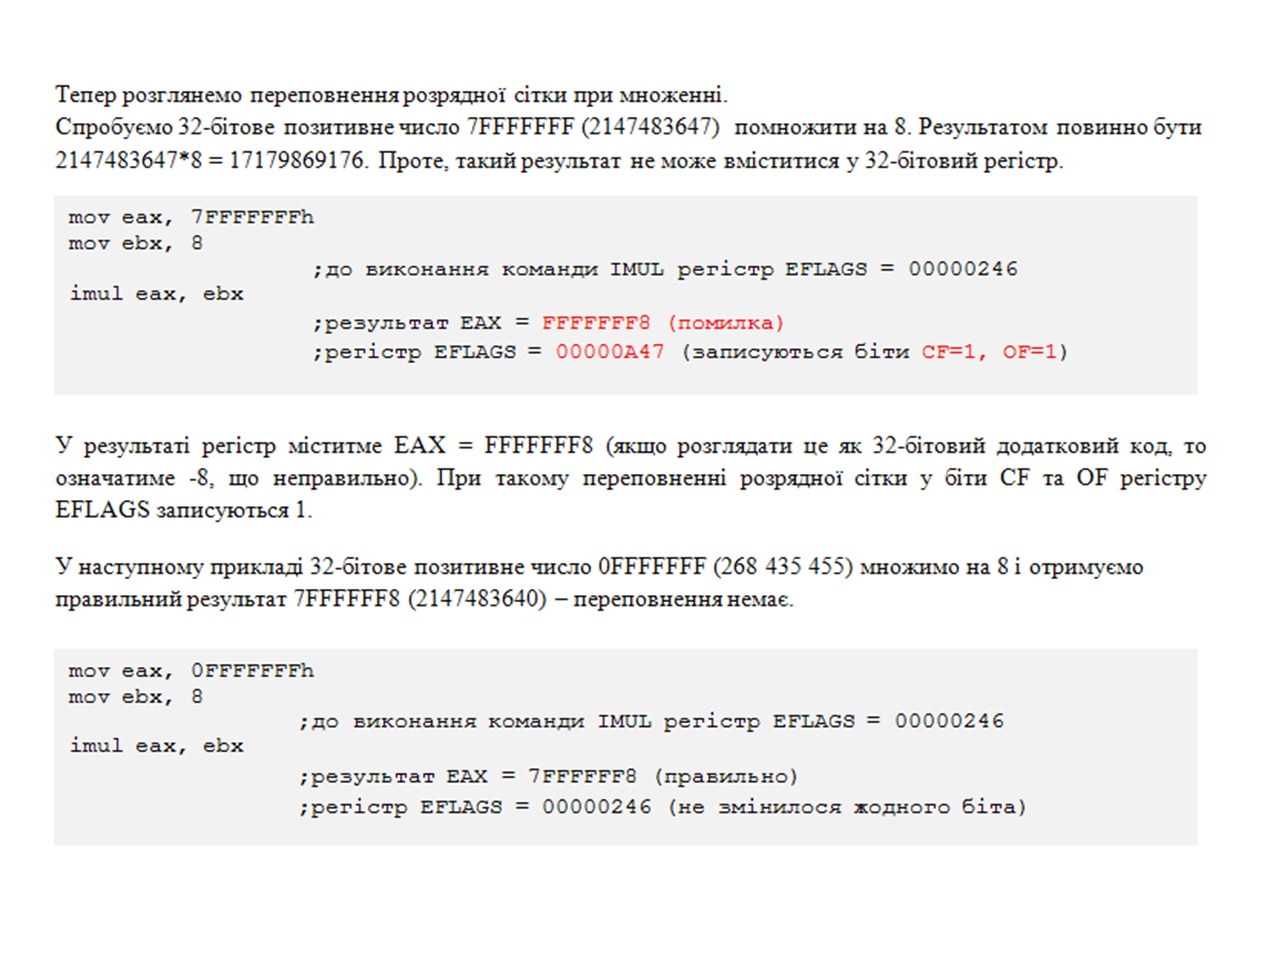 Тепер розглянемо переповнення розрядної сітки при множенні.
Спробуємо 32-бітове позитивне число 7FFFFFFF (2147483647) помножити на 8. Результатом повинно бути
2147483647*8 = 17179869176. Проте, такий результат не може вміститися у 32-бітовий регістр.
mov eax, 7FFFFFFFh
mov ebx, 8
;до виконання команди IMUL регістр EFLAGS = 00000246
imul eax, ebx
;результат EAX = FFFFFFF8 (помилка)
;регістр EFLAGS = 00000A47 (записуються біти CF=1, OF=1)
У результаті регістр міститме EAX = FFFFFFF8 (якщо розглядати це як 32-бітовий додатковий код, то
означатиме -8, що неправильно). При такому переповненні розрядної сітки у біти CF та OF регістру
EFLAGS записуються 1.
У наступному прикладі 32-бітове позитивне число 0FFFFFFF (268 435 455) множимо на 8 і отримуємо
правильний результат 7FFFFFF8 (2147483640) – переповнення немає.
mov eax, 0FFFFFFFh
mov ebx, 8
;до виконання команди IMUL регістр EFLAGS = 00000246
imul eax, ebx
;результат EAX = 7FFFFFF8 (правильно)
;регістр EFLAGS = 00000246 (не змінилося жодного біта)